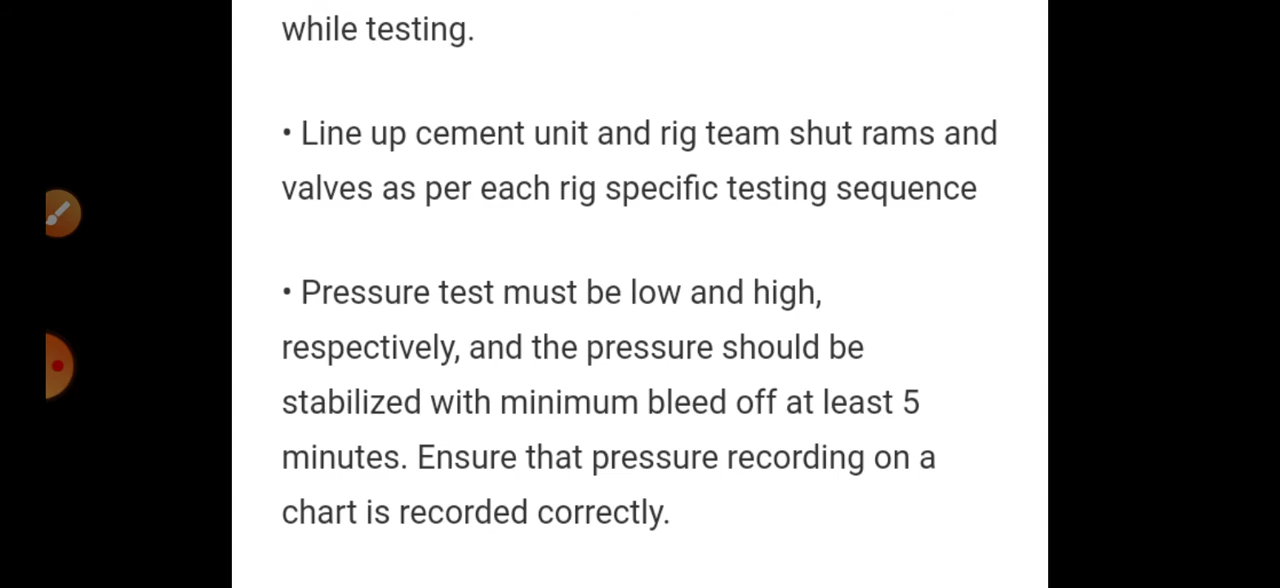 while testing.
• Line up cement unit and rig team shut rams and
valves as per each rig specific testing sequence
• Pressure test must be low and high,
respectively, and the pressure should be
stabilized with minimum bleed off at least 5
minutes. Ensure that pressure recording on a
chart is recorded correctly.